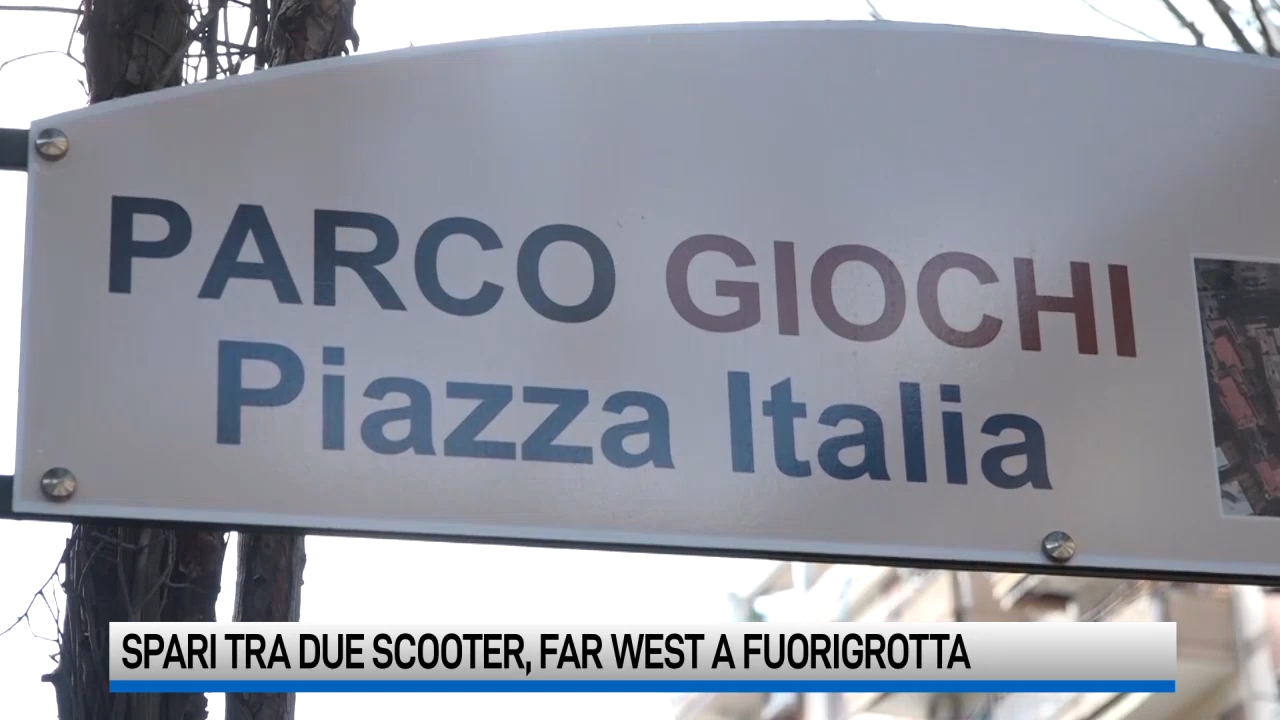 PARCO GIOCHI
Piazza Italia
SPARI TRA DUE SCOOTER, FAR WEST A FUORIGROTTA